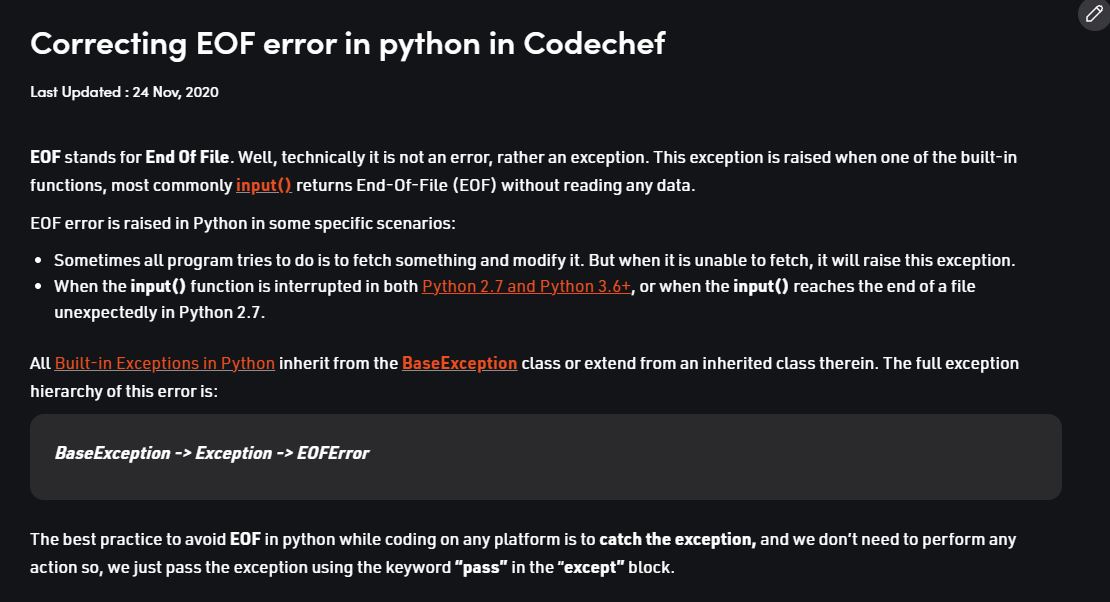 Correcting EOF error in python in Codechef
Last Updated : 24 Nov, 2020
EOF stands for End Of File. Well, technically it is not an error, rather an exception. This exception is raised when one of the built-in
functions, most commonly input() returns End-Of-File (EOF) without reading any data.
EOF error is raised in Python in some specific scenarios:
• Sometimes all program tries to do is to fetch something and modify it. But when it is unable to fetch, it will raise this exception.
• When the input() function is interrupted in both Python 2.7 and Python 3.6+, or when the input() reaches the end of a file
unexpectedly in Python 2.7.
All Built-in Exceptions in Python inherit from the BaseException class or extend from an inherited class therein. The full exception
hierarchy of this error is:
BaseException -> Exception -> EOFError
The best practice to avoid EOF in python while coding on any platform is to catch the exception, and we don’t need to perform any
action so, we just pass the exception using the keyword “pass” in the “except” block.